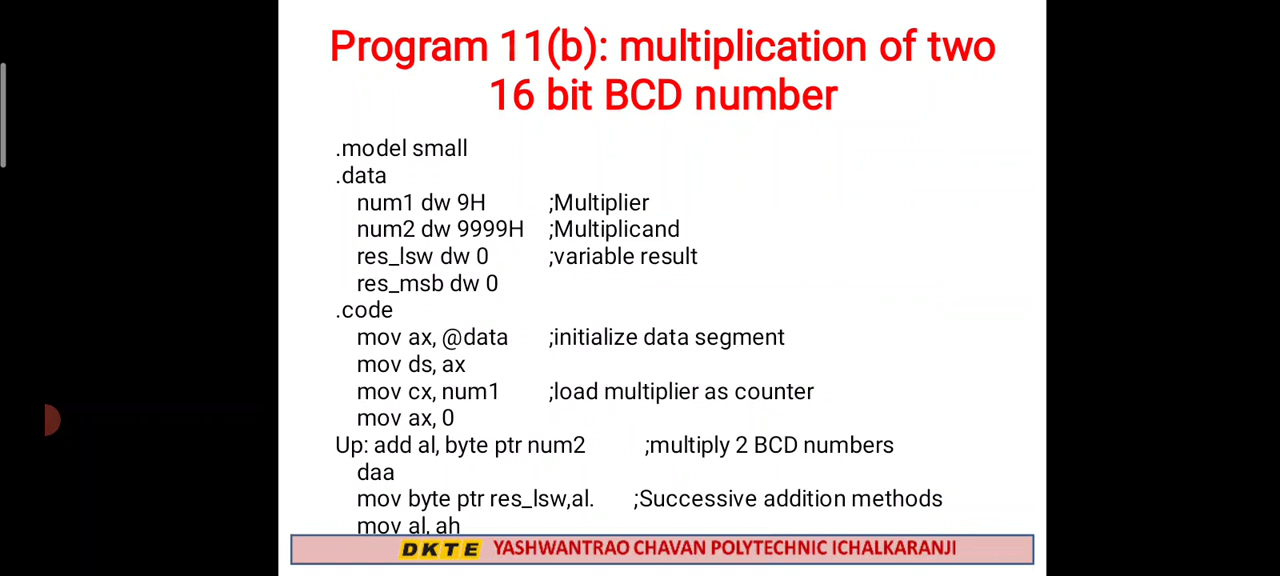 Program 11(b): multiplication of two
16 bit BCD number
.model small
.data
num1 dw 9H ;Multiplier
num2 dw 9999H ;Multiplicand
res_lsw dw 0 ;variable result
res_msb dw 0
.code
mov ax, @data ;initialize data segment
mov ds, ax
mov cx, num1 ;load multiplier as counter
mov ax, 0
Up: add al, byte ptr num2 ;multiply 2 BCD numbers
daa
mov byte ptr res_lsw,al. ;Successive addition methods
mov al, ah
DKTE YASHWANTRAO CHAVAN POLYTECHNIC ICHALKARANJI